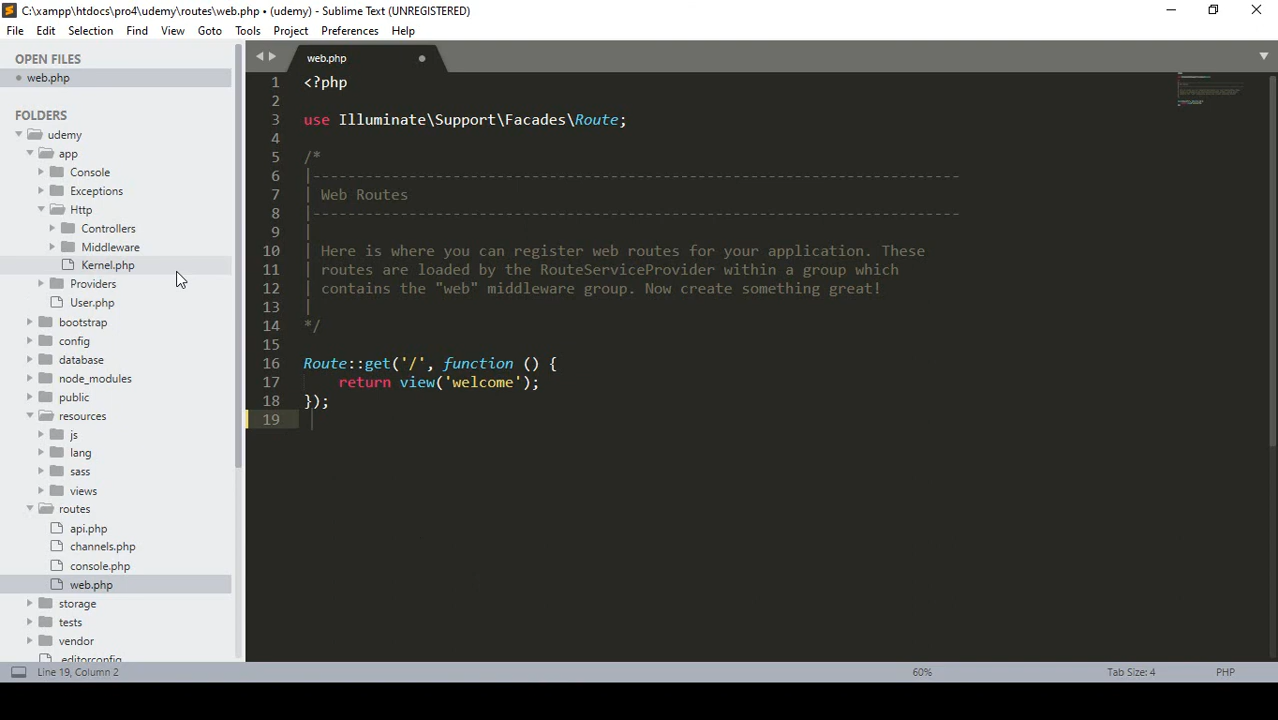 C:\xampp\htdocs\pro4\udemy\routes\web.php • (udemy) - Sublime Text (UNREGISTERED)
File Edit Selection Find View Goto Tools Project Preferences Help
OPEN FILES
web.php
FOLDERS
udemy
app
Console
Exceptions
Http
Controllers
Middleware
Kernel.php
Providers
User.php
bootstrap
config
database
node_modules
public
resources
js
lang
sass
views
routes
api.php
channels.php
console.php
web.php
storage
tests
vendor
.editorconfig
web.php
1 <?php
2
3 use Illuminate\Support\Facades\Route;
4
5 /*
6 |--------------------------------------------------------------------------
7 | Web Routes
8 |--------------------------------------------------------------------------
9 |
10 | Here is where you can register web routes for your application. These
11 | routes are loaded by the RouteServiceProvider within a group which
12 | contains the "web" middleware group. Now create something great!
13 |
14 */
15
16 Route::get('/', function () {
17     return view('welcome');
18 });
19
Line 19, Column 2 60% Tab Size: 4 PHP